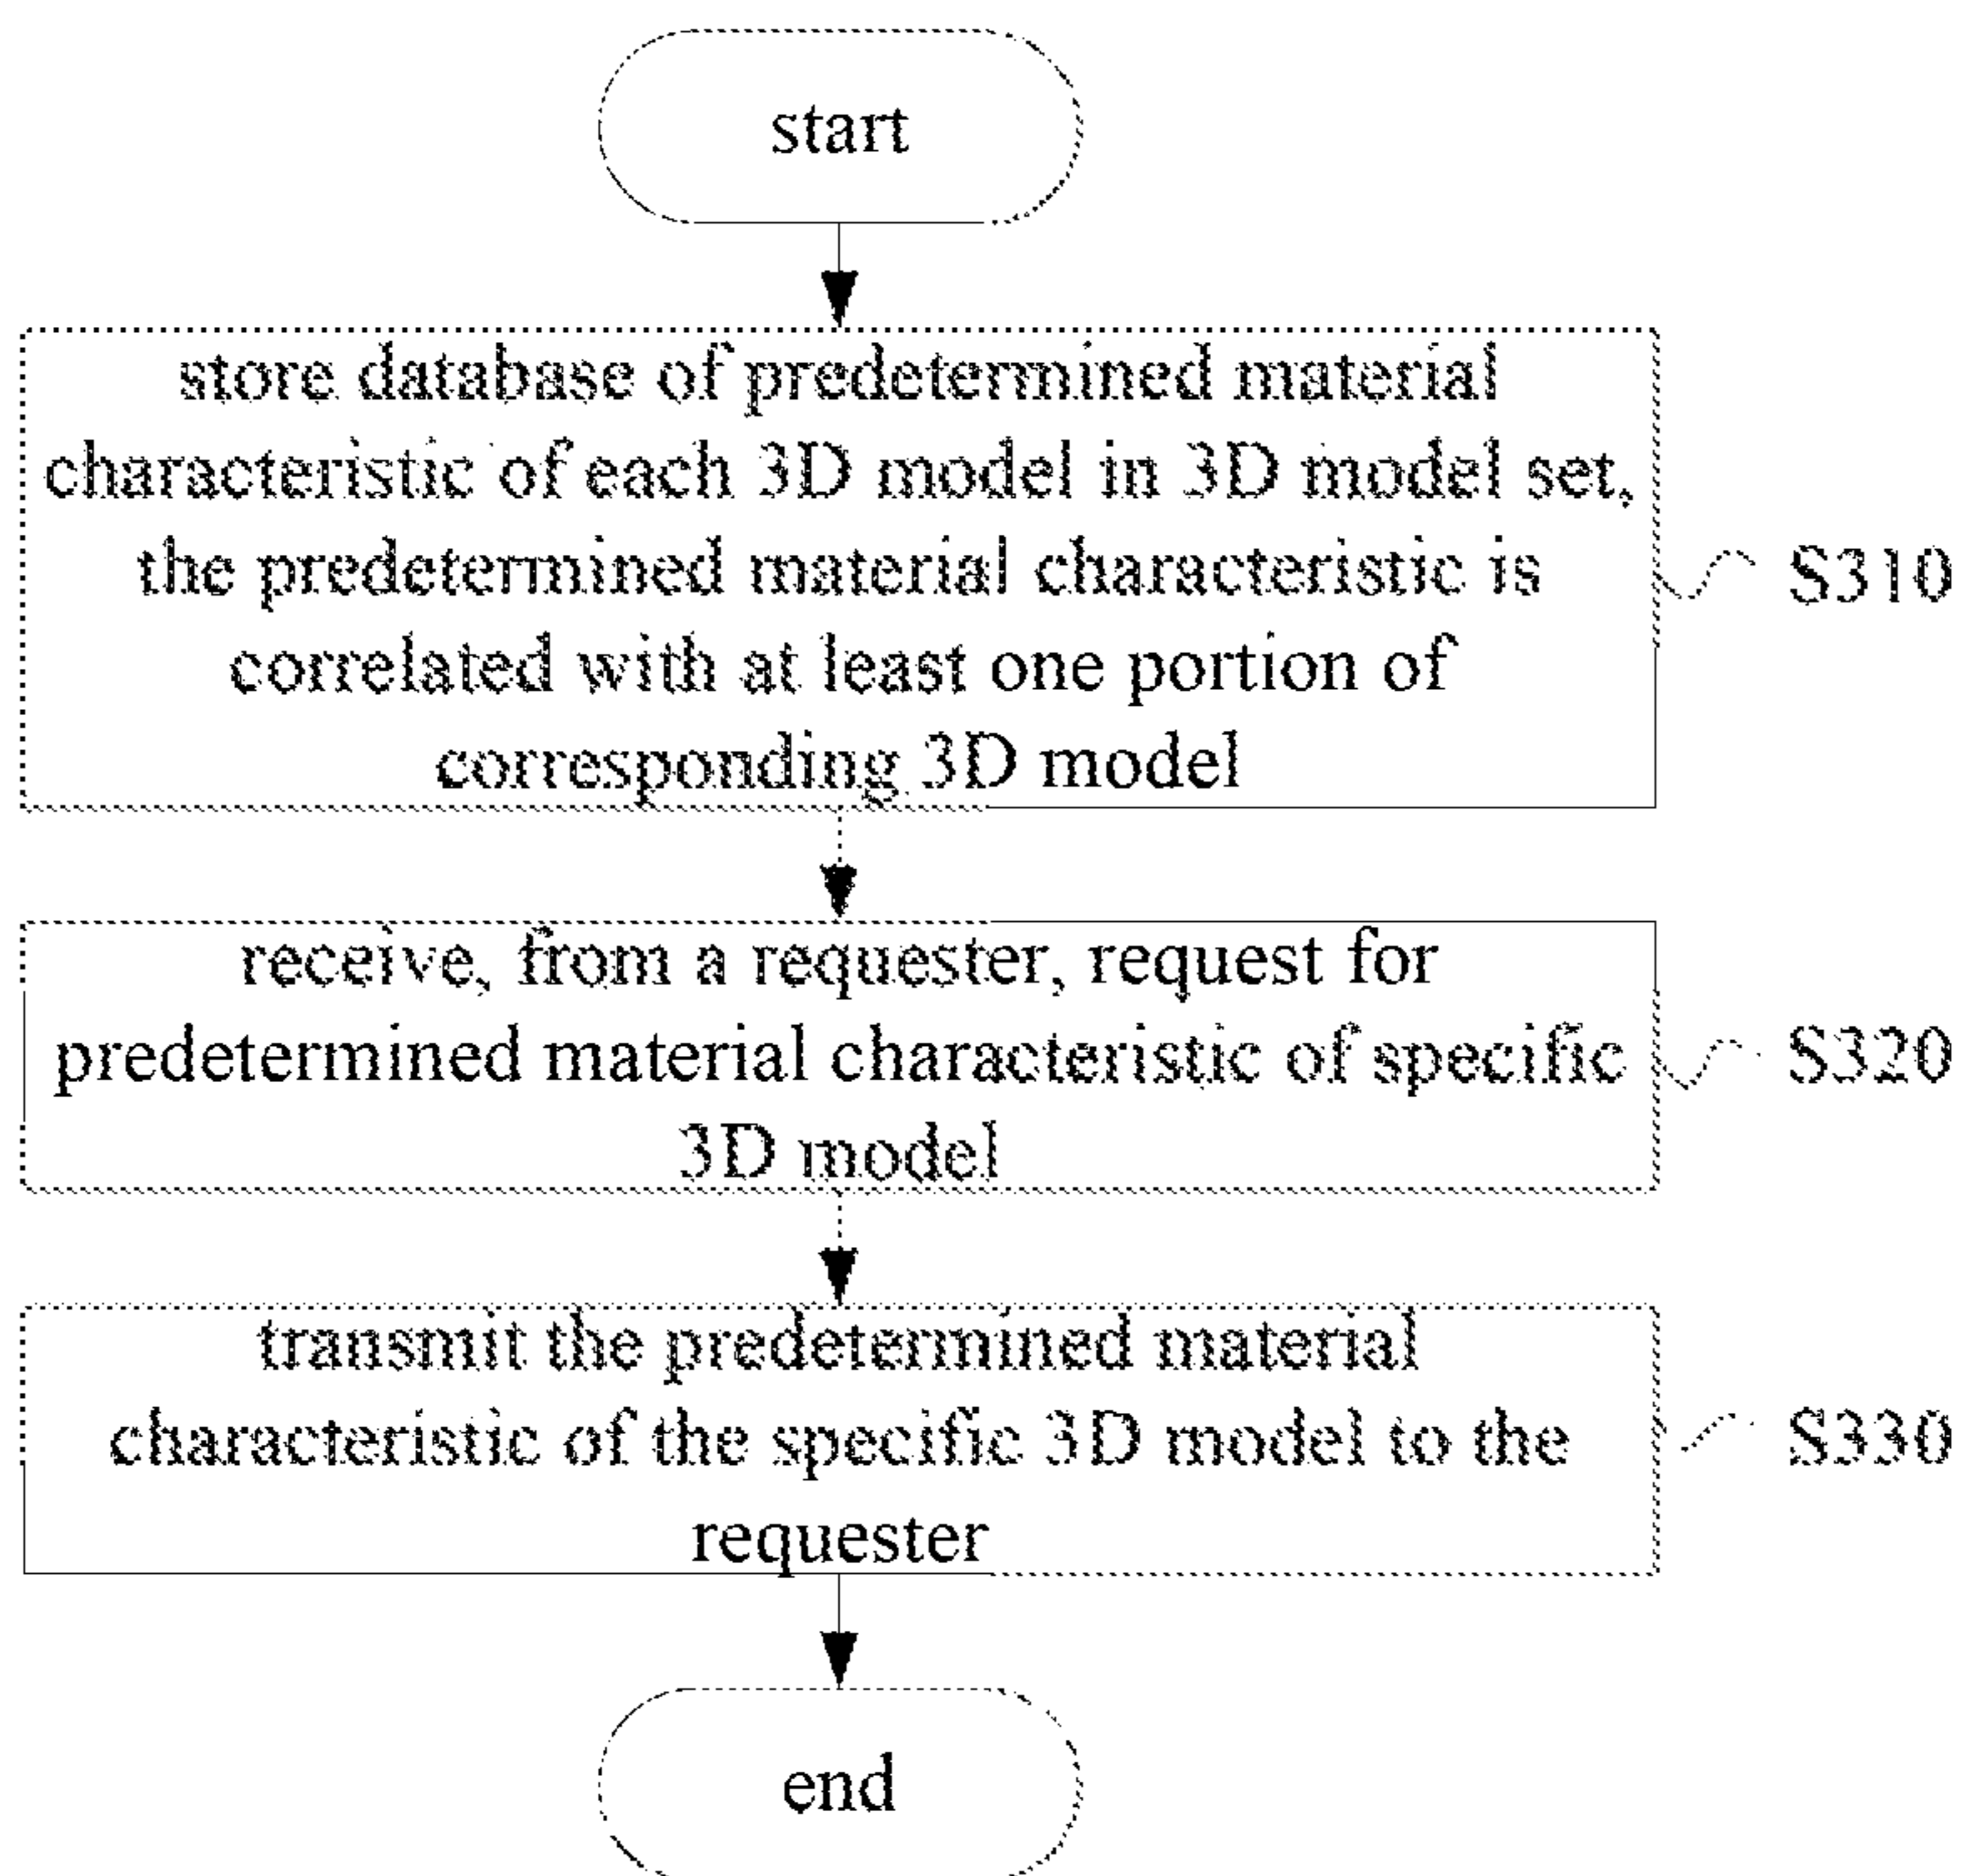 start
store database of predetermined material
characteristic of each 3D model in 3D model set,
the predetermined material characteristic is
correlated with at least one portion of
corresponding 3D model
S310
receive, from a requester, request for
predetermined material characteristic of specific
3D model
S320
transmit the predetermined material
characteristic of the specific 3D model to the
requester
S330
end